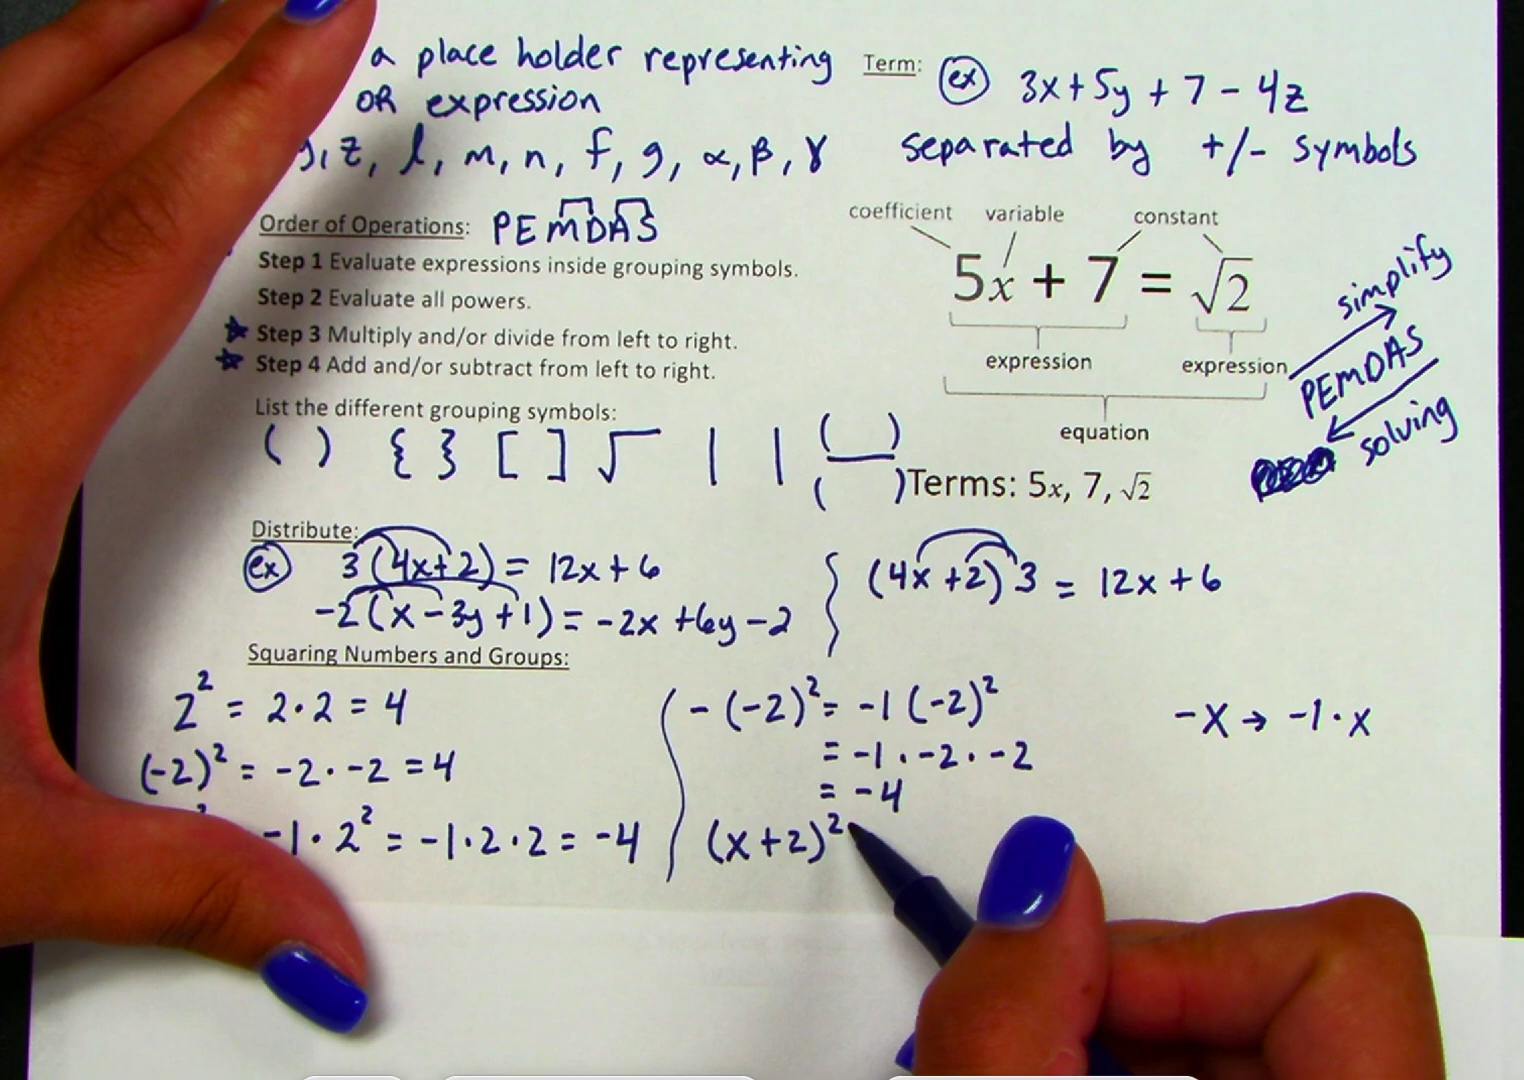 a place holder representing
OR expression
z, l, m, n, f, g, α, β, γ
Term: ex 3x + 5y + 7 - 4z
separated by +/- symbols
Order of Operations: PEMDAS
Step 1 Evaluate expressions inside grouping symbols.
Step 2 Evaluate all powers.
★ Step 3 Multiply and/or divide from left to right.
★ Step 4 Add and/or subtract from left to right.
coefficient variable constant
5x + 7 = √2
expression expression
equation
Terms: 5x, 7, √2
simplify
PEMDAS
solving
List the different grouping symbols:
( ) { } [ ] √ | | ( ) ( )
Distribute:
ex 3(4x+2) = 12x + 6
-2(x - 3y + 1) = -2x + 6y - 2
(4x + 2)3 = 12x + 6
Squaring Numbers and Groups:
2² = 2·2 = 4
(-2)² = -2·-2 = 4
-1·2² = -1·2·2 = -4
-(-2)² = -1(-2)²
= -1·-2·-2
= -4
(x+2)²
-x → -1·x